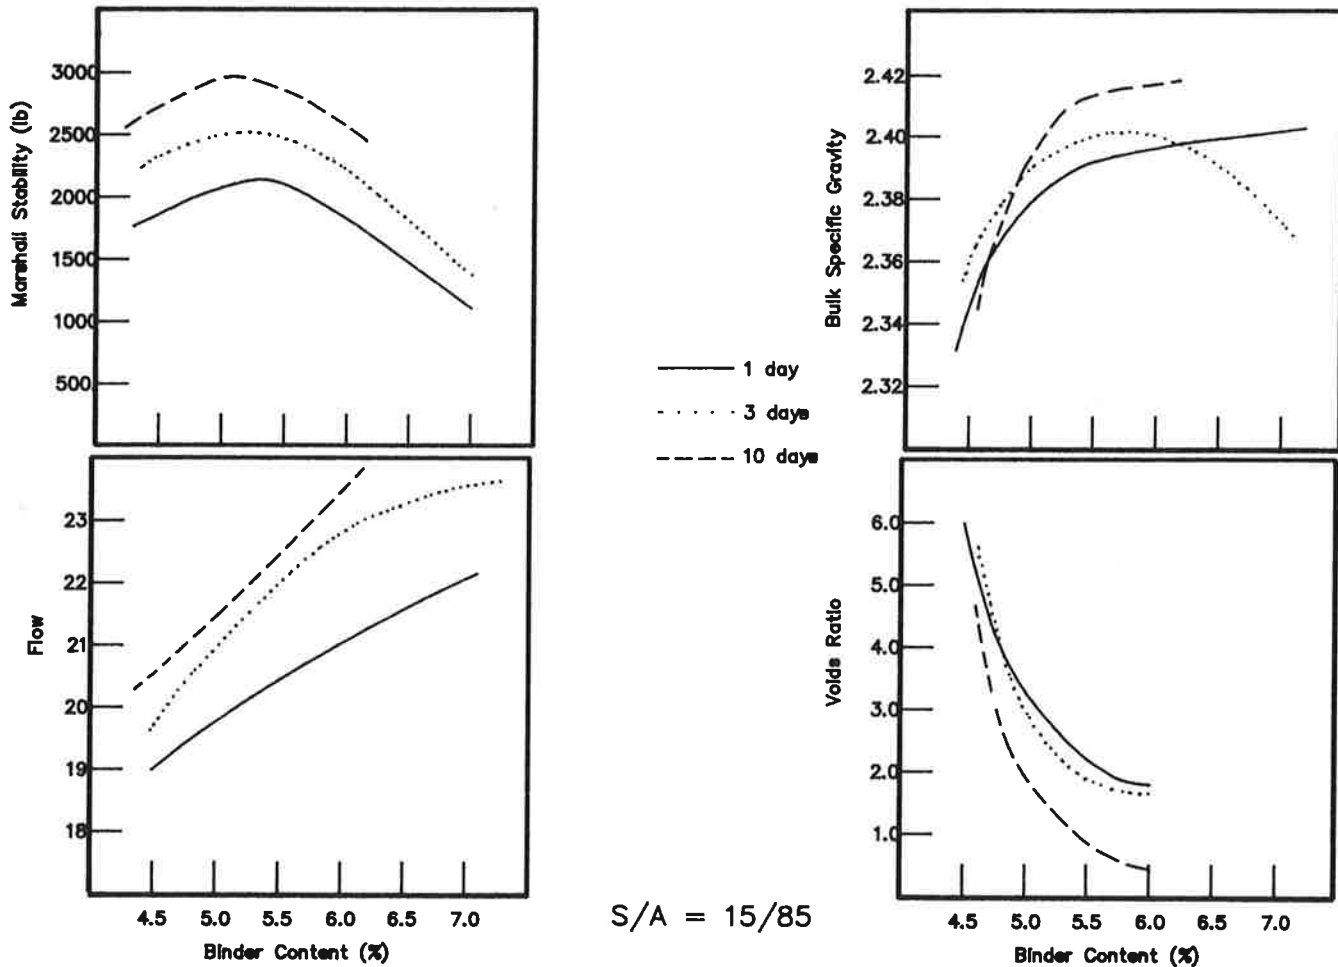 Marshall Stability (lb)
3000
2500
2000
1500
1000
500
Bulk Specific Gravity
2.42
2.40
2.38
2.36
2.34
2.32
1 day
3 days
10 days
Flow
23
22
21
20
19
18
4.5 5.0 5.5 6.0 6.5 7.0
Binder Content (%)
Voids Ratio
6.0
5.0
4.0
3.0
2.0
1.0
4.5 5.0 5.5 6.0 6.5 7.0
Binder Content (%)
S/A = 15/85